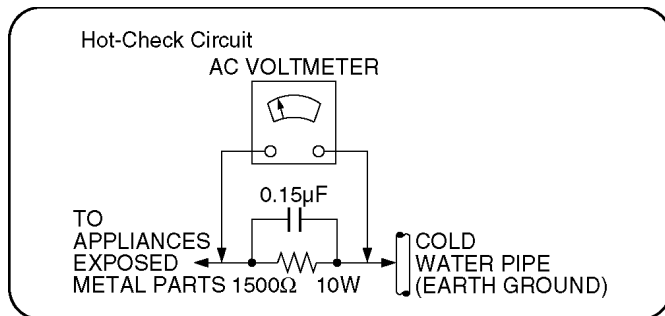 Hot-Check Circuit
AC VOLTMETER
0.15μF
TO
APPLIANCES
EXPOSED
METAL PARTS
1500Ω
10W
COLD
WATER PIPE
(EARTH GROUND)